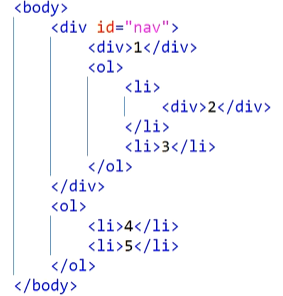 <body>
<div id="nav">
<div>1</div>
<ol>
<li>
<div>2</div>
</li>
<li>3</li>
</ol>
</div>
<ol>
<li>4</li>
<li>5</li>
</ol>
</body>